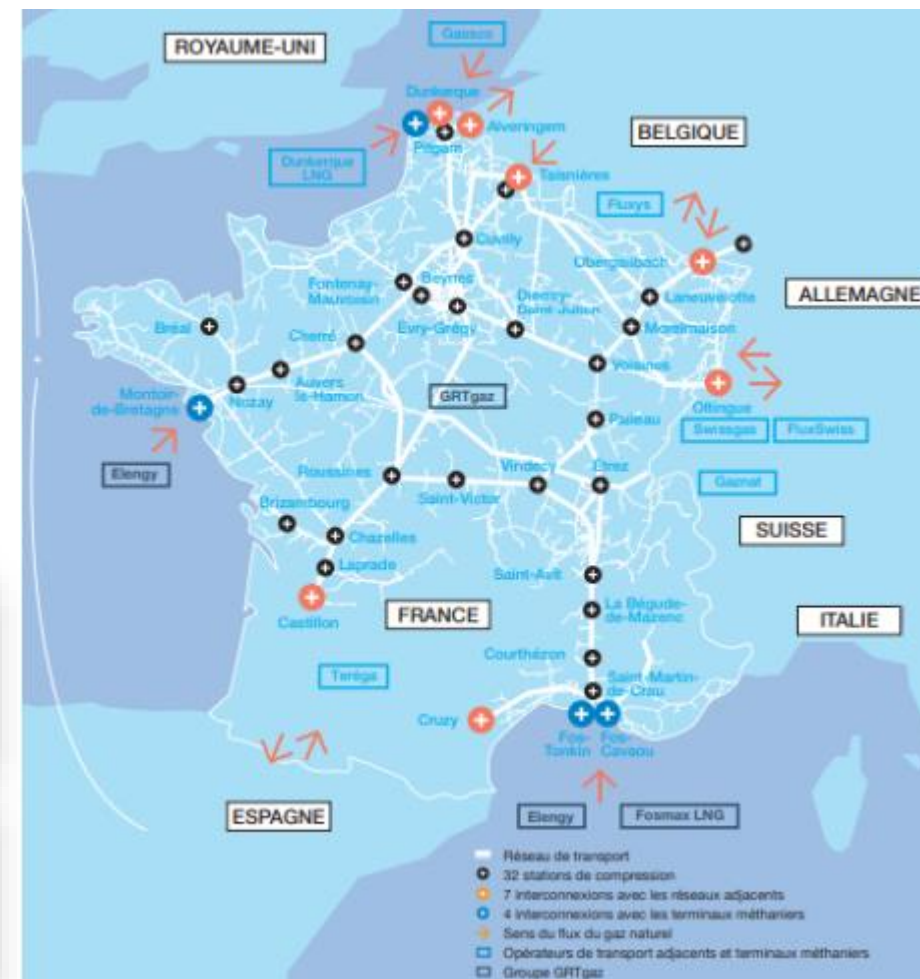 ROYAUME-UNI
Gassco
Dunkerque
Alveringem
Pitgam
BELGIQUE
Dunkerque
LNG
Taisnières
Fluxys
Cuvilly
Obergailbach
Fontenay-
Mauvoisin
Beynes
Dierrey-
Saint-Julien
Laneuvelotte
ALLEMAGNE
Bréal
Cherré
Evry-Grégy
Morelmaison
Voisines
Montoir-
de-Bretagne
Nozay
Auvers
le-Hamon
GRTgaz
Oltingue
Palleau
Swissgas
FluxSwiss
Elengy
Roussines
Vindecy
Etrez
Saint-Victor
Gaznat
Brizambourg
SUISSE
Chazelles
Laprade
Saint-Avit
Castillon
FRANCE
La Bégude-
de-Mazenc
ITALIE
Courthézon
Teréga
Saint-Martin-
de-Crau
Cruzy
Fos-
Tonkin
Fos-
Cavaou
ESPAGNE
Elengy
Fosmax LNG
Réseau de transport
32 stations de compression
7 interconnexions avec les réseaux adjacents
4 interconnexions avec les terminaux méthaniers
Sens du flux du gaz naturel
Opérateurs de transport adjacents et terminaux méthaniers
Groupe GRTgaz